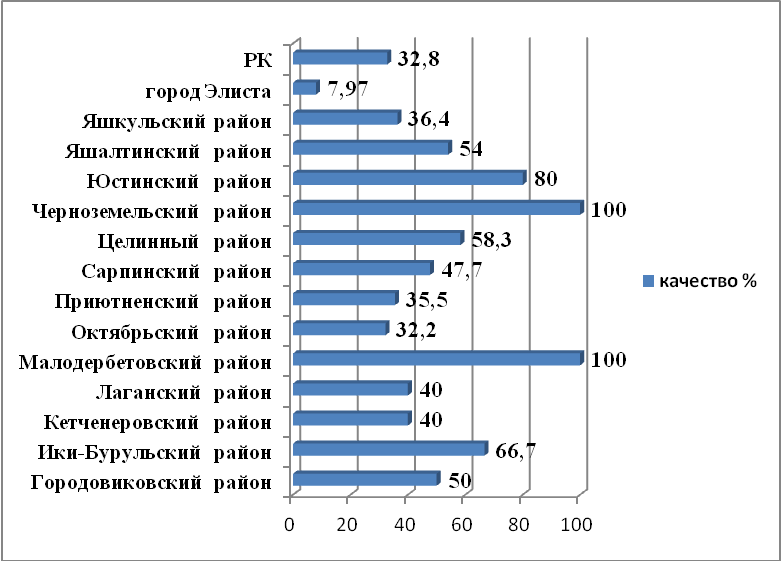 РК 32,8
город Элиста 7,97
Яшкульский район 36,4
Яшалтинский район 54
Юстинский район 80
Черноземельский район 100
Целинный район 58,3
Сарпинский район 47,7
качество %
Приютненский район 35,5
Октябрьский район 32,2
Малодербетовский район 100
Лаганский район 40
Кетченеровский район 40
Ики-Бурульский район 66,7
Городовиковский район 50
0 20 40 60 80 100